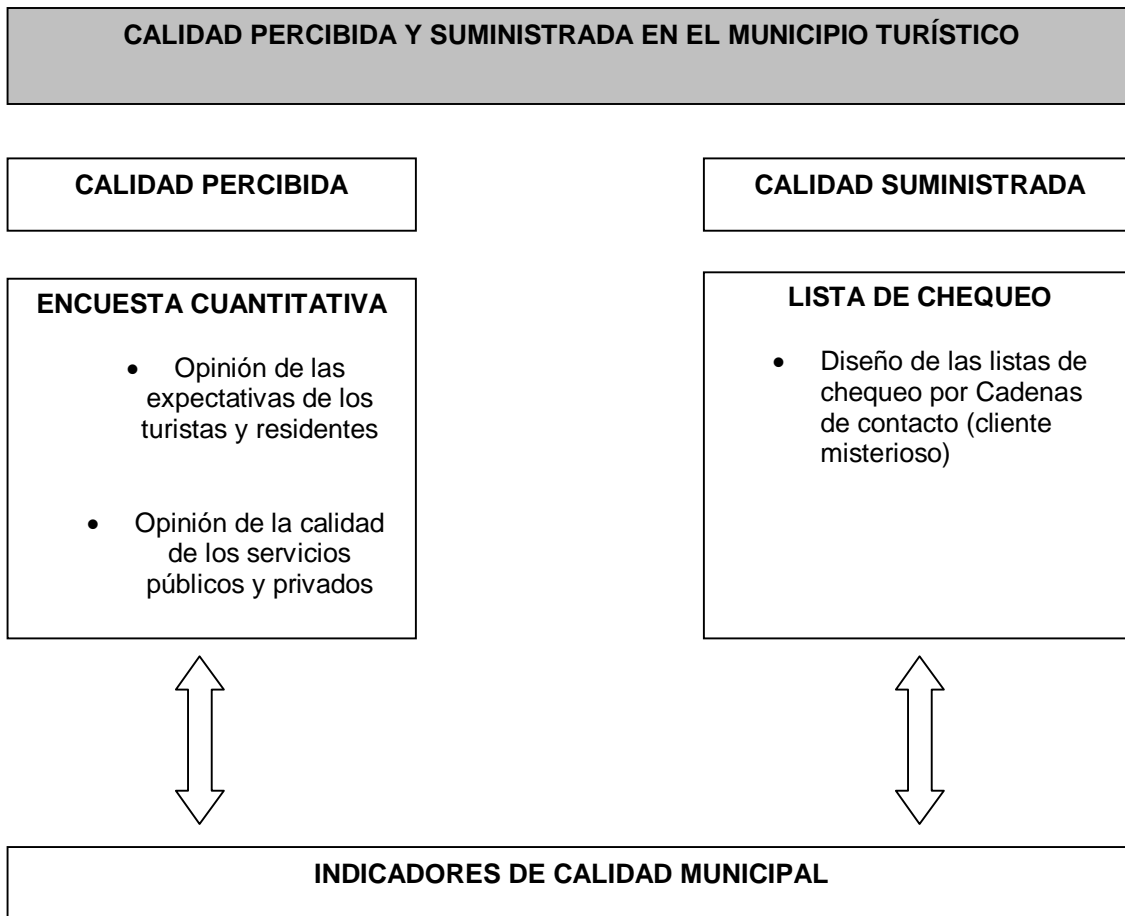 CALIDAD PERCIBIDA Y SUMINISTRADA EN EL MUNICIPIO TURÍSTICO
CALIDAD PERCIBIDA
CALIDAD SUMINISTRADA
ENCUESTA CUANTITATIVA
• Opinión de las
expectativas de los
turistas y residentes
• Opinión de la calidad
de los servicios
públicos y privados
LISTA DE CHEQUEO
• Diseño de las listas de
chequeo por Cadenas
de contacto (cliente
misterioso)
INDICADORES DE CALIDAD MUNICIPAL